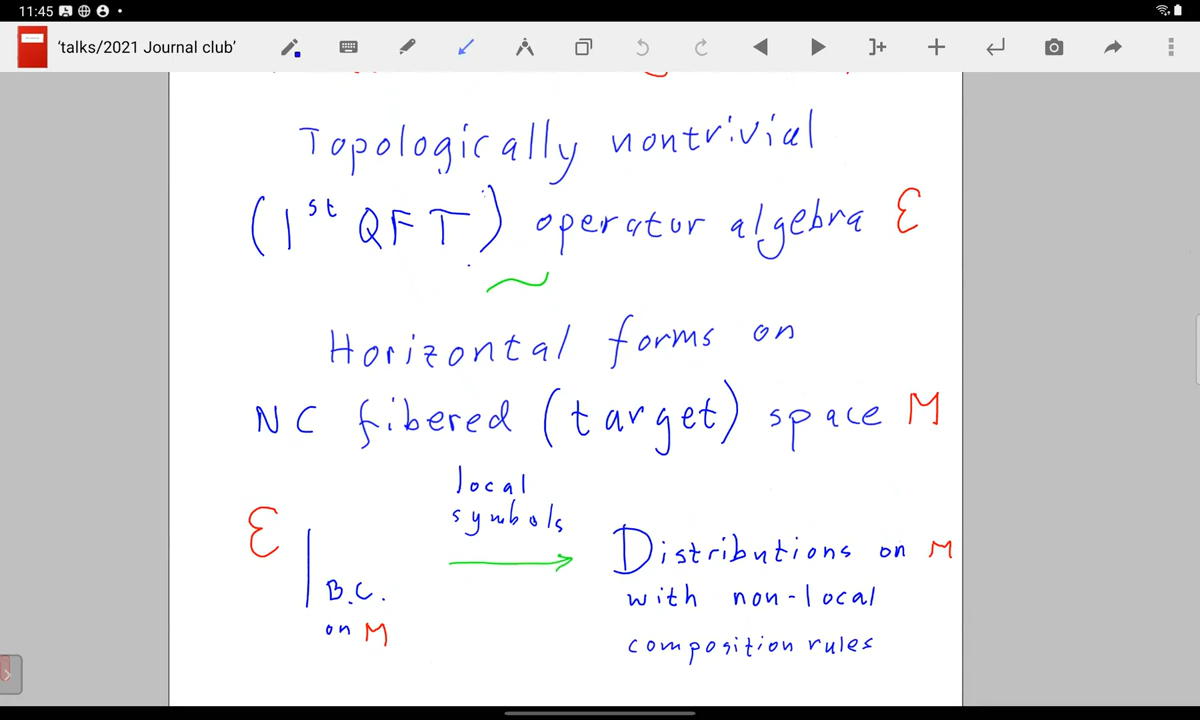 11:45
'talks/2021 Journal club'
Topologically nontrivial
(1st QFT) operator algebra ℰ
Horizontal forms on
NC fibered (target) space M
local
symbols
ℰ | B.C.
on M
Distributions on M
with non-local
composition rules